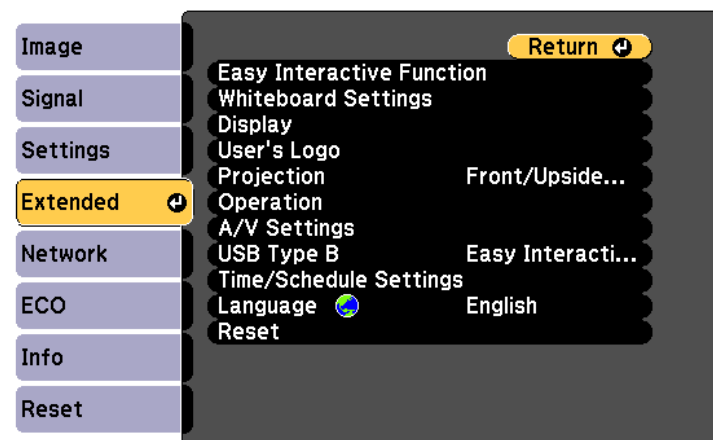 Image
Signal
Settings
Extended
Network
ECO
Info
Reset
Return
Easy Interactive Function
Whiteboard Settings
Display
User's Logo
Projection Front/Upside...
Operation
A/V Settings
USB Type B Easy Interacti...
Time/Schedule Settings
Language English
Reset